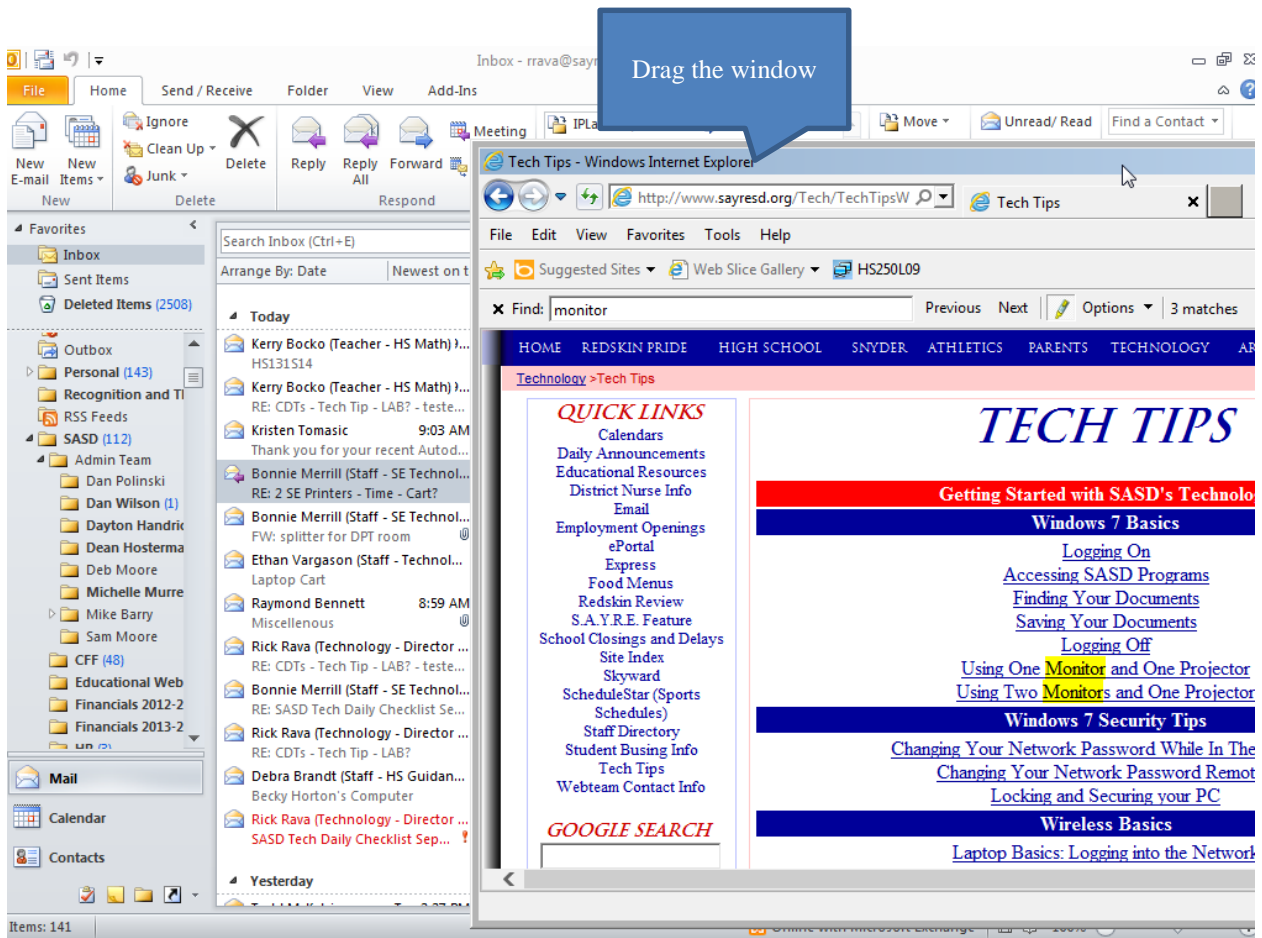 Drag the window
Inbox - rrava@sayr
File Home Send / Receive Folder View Add-Ins
New E-mail
New Items
Ignore
Clean Up
Junk
Delete
Reply
Reply All
Forward
Meeting
Move
Unread/ Read
Find a Contact
New Delete Respond
Favorites
Inbox
Sent Items
Deleted Items (2508)
Outbox
Personal (143)
Recognition and
RSS Feeds
SASD (112)
Admin Team
Dan Polinski
Dan Wilson (1)
Dayton Handric
Dean Hosterma
Deb Moore
Michelle Murre
Mike Barry
Sam Moore
CFF (48)
Educational Web
Financials 2012-2
Financials 2013-2
Mail
Calendar
Contacts
Items: 141
Search Inbox (Ctrl+E)
Arrange By: Date Newest on t
Today
Kerry Bocko (Teacher - HS Math)
HS131S14
Kerry Bocko (Teacher - HS Math)
RE: CDTs - Tech Tip - LAB? - teste...
Kristen Tomasic 9:03 AM
Thank you for your recent Autod...
Bonnie Merrill (Staff - SE Technol...
RE: 2 SE Printers - Time - Cart?
Bonnie Merrill (Staff - SE Technol...
FW: splitter for DPT room
Ethan Vargason (Staff - Technol...
Laptop Cart
Raymond Bennett 8:59 AM
Miscellenous
Rick Rava (Technology - Director ...
RE: CDTs - Tech Tip - LAB? - teste...
Bonnie Merrill (Staff - SE Technol...
RE: SASD Tech Daily Checklist Se...
Rick Rava (Technology - Director ...
RE: CDTs - Tech Tip - LAB?
Debra Brandt (Staff - HS Guidan...
Becky Horton's Computer
Rick Rava (Technology - Director ...
SASD Tech Daily Checklist Sep...
Yesterday
Tech Tips - Windows Internet Explorer
http://www.sayresd.org/Tech/TechTipsW
Tech Tips
File Edit View Favorites Tools Help
Suggested Sites Web Slice Gallery HS250L09
Find: monitor Previous Next Options 3 matches
HOME REDSKIN PRIDE HIGH SCHOOL SNYDER ATHLETICS PARENTS TECHNOLOGY AR
Technology >Tech Tips
QUICK LINKS
Calendars
Daily Announcements
Educational Resources
District Nurse Info
Email
Employment Openings
ePortal
Express
Food Menus
Redskin Review
S.A.Y.R.E. Feature
School Closings and Delays
Site Index
Skyward
ScheduleStar (Sports
Schedules)
Staff Directory
Student Busing Info
Tech Tips
Webteam Contact Info
GOOGLE SEARCH
TECH TIPS
Getting Started with SASD's Technolo
Windows 7 Basics
Logging On
Accessing SASD Programs
Finding Your Documents
Saving Your Documents
Logging Off
Using One Monitor and One Projector
Using Two Monitors and One Projector
Windows 7 Security Tips
Changing Your Network Password While In The
Changing Your Network Password Remot
Locking and Securing your PC
Wireless Basics
Laptop Basics: Logging into the Network